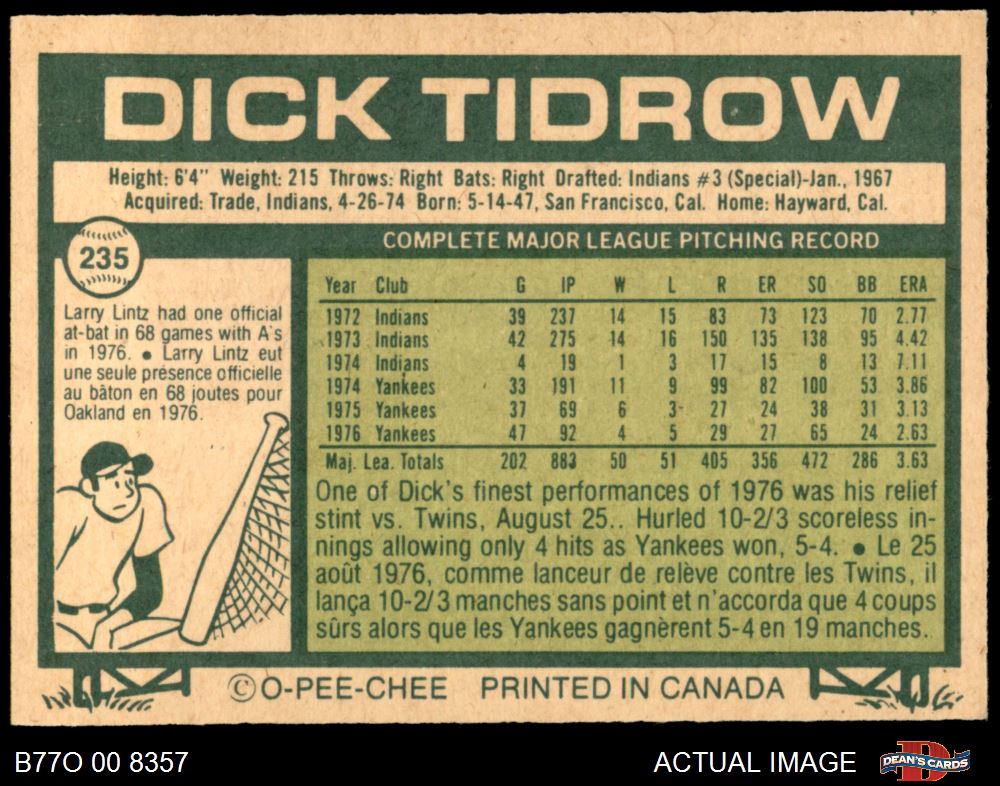 DICK TIDROW
Height: 6'4" Weight: 215 Throws: Right Bats: Right Drafted: Indians #3 (Special)-Jan., 1967
Acquired: Trade, Indians, 4-26-74 Born: 5-14-47, San Francisco, Cal. Home: Hayward, Cal.
235
Larry Lintz had one official
at-bat in 68 games with A's
in 1976. ● Larry Lintz eut
une seule présence officielle
au bâton en 68 joutes pour
Oakland en 1976.
COMPLETE MAJOR LEAGUE PITCHING RECORD
Year Club G IP W L R ER SO BB ERA
1972 Indians 39 237 14 15 83 73 123 70 2.77
1973 Indians 42 275 14 16 150 135 138 95 4.42
1974 Indians 4 19 1 3 17 15 8 13 7.11
1974 Yankees 33 191 11 9 99 82 100 53 3.86
1975 Yankees 37 69 6 3 27 24 38 31 3.13
1976 Yankees 47 92 4 5 29 27 65 24 2.63
Maj. Lea. Totals 202 883 50 51 405 356 472 286 3.63
One of Dick's finest performances of 1976 was his relief
stint vs. Twins, August 25.. Hurled 10-2/3 scoreless in-
nings allowing only 4 hits as Yankees won, 5-4. ● Le 25
août 1976, comme lanceur de relève contre les Twins, il
lança 10-2/3 manches sans point et n'accorda que 4 coups
sûrs alors que les Yankees gagnèrent 5-4 en 19 manches.
©O-PEE-CHEE PRINTED IN CANADA
B77O 00 8357
ACTUAL IMAGE
D
DEAN'S CARDS